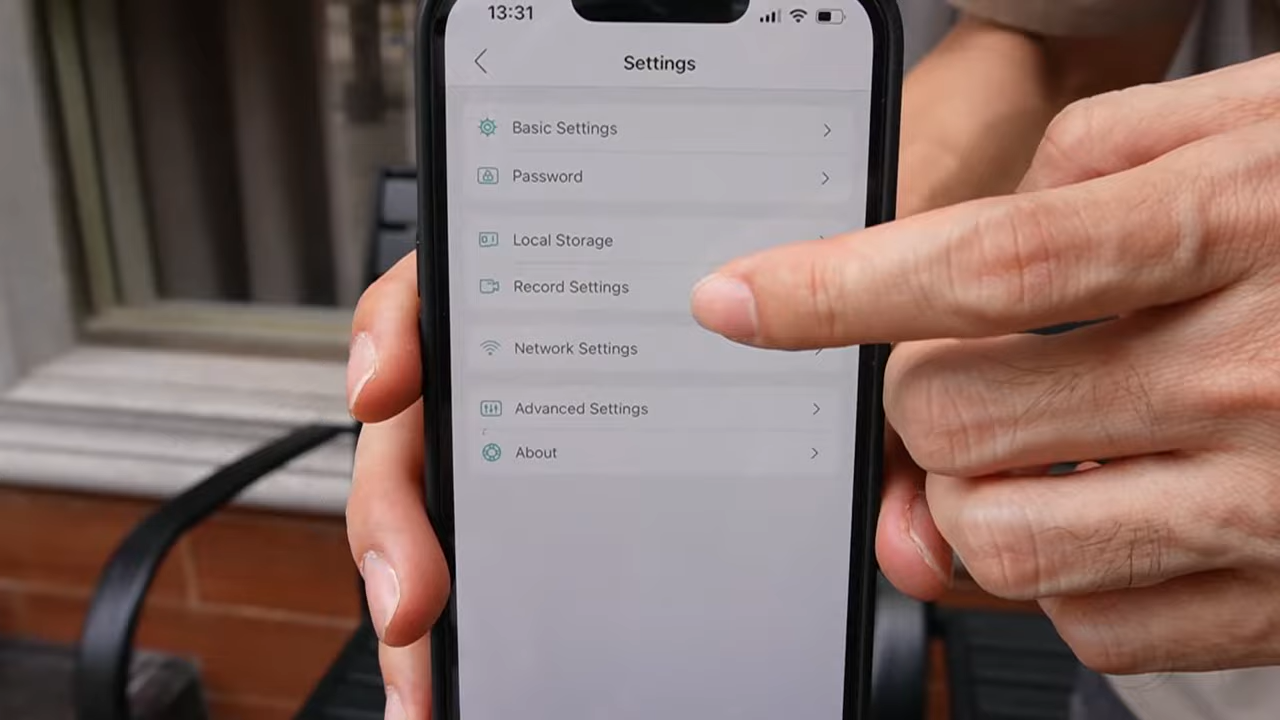 13:31
Settings
Basic Settings
Password
Local Storage
Record Settings
Network Settings
Advanced Settings
About